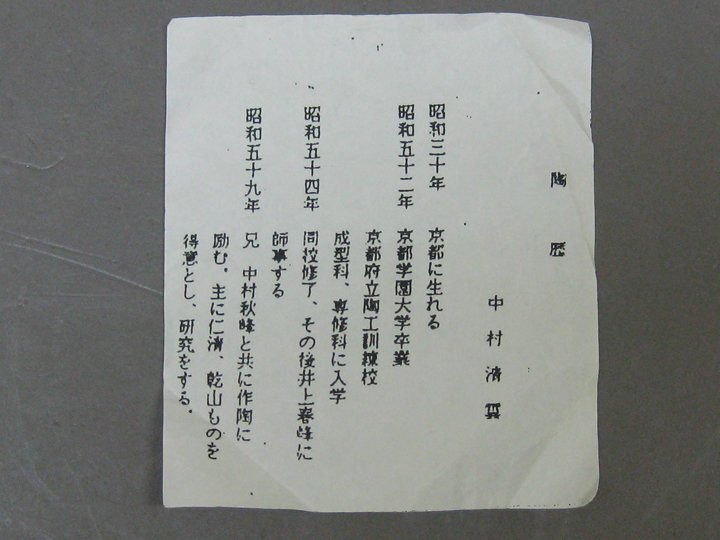 陶歴
中村清雲
昭和三十年 京都に生れる
昭和五十二年 京都学園大学卒業
京都府立陶工訓練校
成型科、専修科に入学
昭和五十四年 同校修了、その後井上春峰に
師事する
昭和五十九年 兄 中村秋峰と共に作陶に
励む。主に仁清、乾山ものを
得意とし、研究をする。